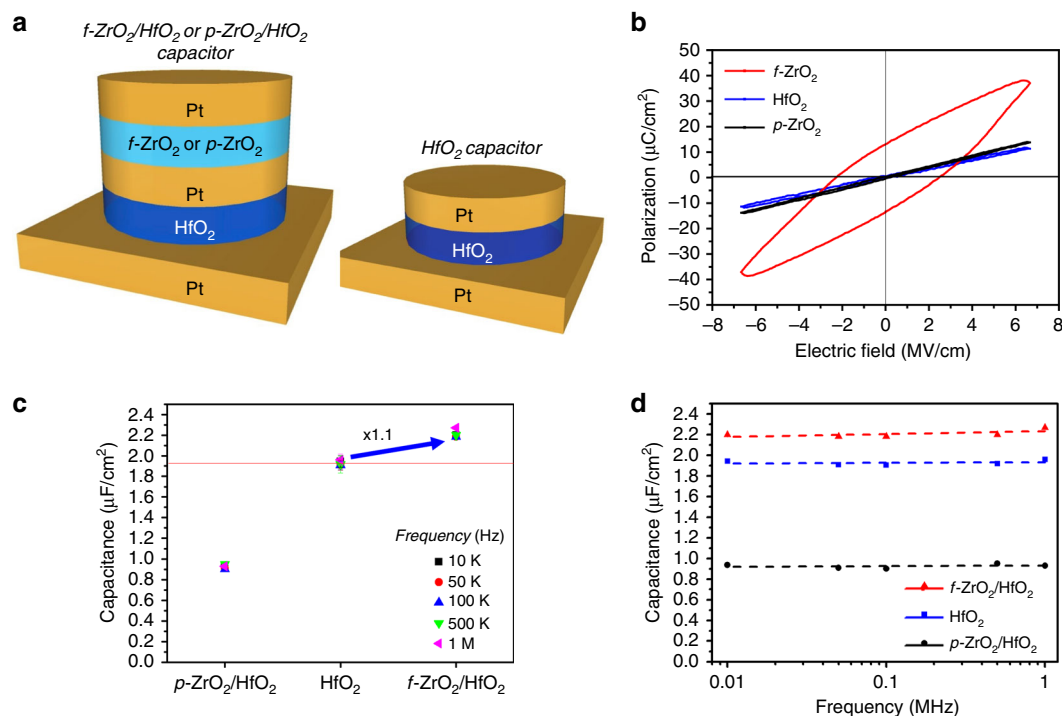 a
f-ZrO₂/HfO₂ or p-ZrO₂/HfO₂
capacitor
Pt
f-ZrO₂ or p-ZrO₂
Pt
HfO₂
Pt
HfO₂ capacitor
Pt
HfO₂
Pt
b
50
40
30
20
10
0
−10
−20
−30
−40
−50
Polarization (μC/cm²)
f-ZrO₂
HfO₂
p-ZrO₂
−8 −6 −4 −2 0 2 4 6 8
Electric field (MV/cm)
c
2.4
2.2
2.0
1.8
1.6
1.4
1.2
1.0
0.8
0.6
0.4
0.2
0.0
Capacitance (μF/cm²)
x1.1
Frequency (Hz)
10 K
50 K
100 K
500 K
1 M
p-ZrO₂/HfO₂ HfO₂ f-ZrO₂/HfO₂
d
2.4
2.2
2.0
1.8
1.6
1.4
1.2
1.0
0.8
0.6
0.4
0.2
0.0
Capacitance (μF/cm²)
f-ZrO₂/HfO₂
HfO₂
p-ZrO₂/HfO₂
0.01 0.1 1
Frequency (MHz)